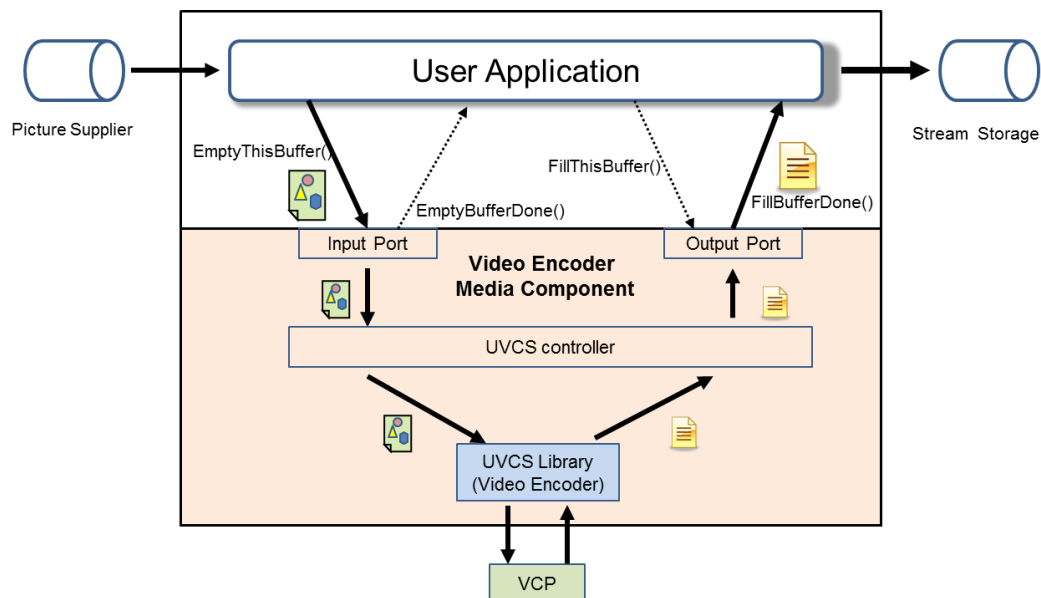 User Application
Picture Supplier
Stream Storage
EmptyThisBuffer()
FillThisBuffer()
EmptyBufferDone()
FillBufferDone()
Input Port
Output Port
Video Encoder
Media Component
UVCS controller
UVCS Library
(Video Encoder)
VCP